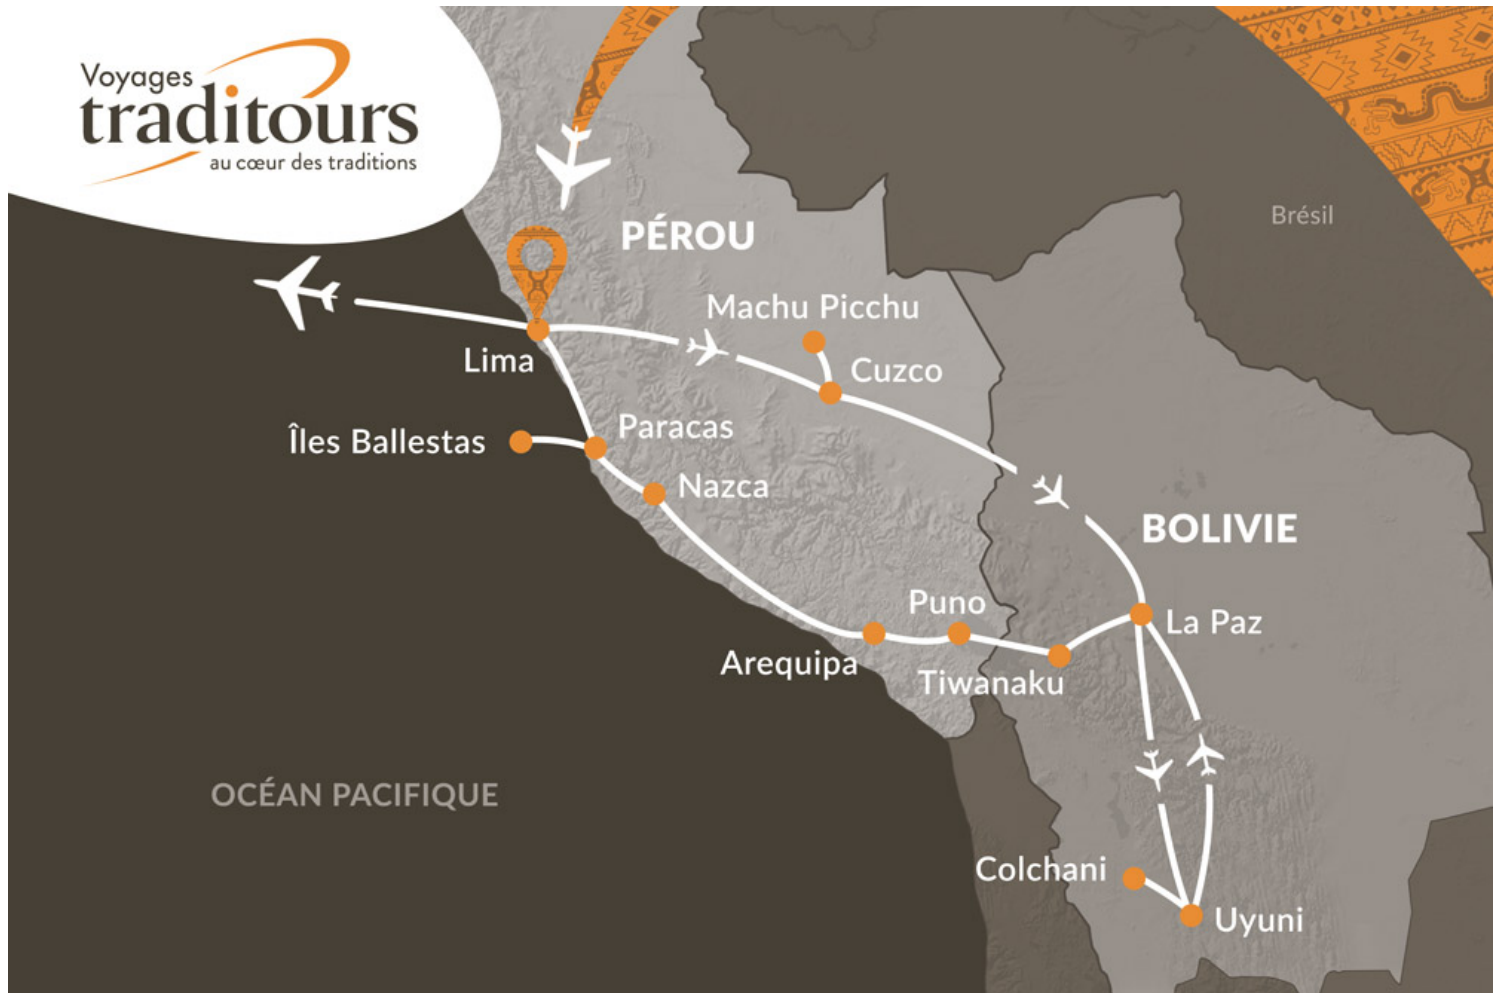 Voyages
traditours
au cœur des traditions
Brésil
PÉROU
Machu Picchu
Lima
Cuzco
Îles Ballestas
Paracas
Nazca
BOLIVIE
Puno
La Paz
Arequipa
Tiwanaku
OCÉAN PACIFIQUE
Colchani
Uyuni